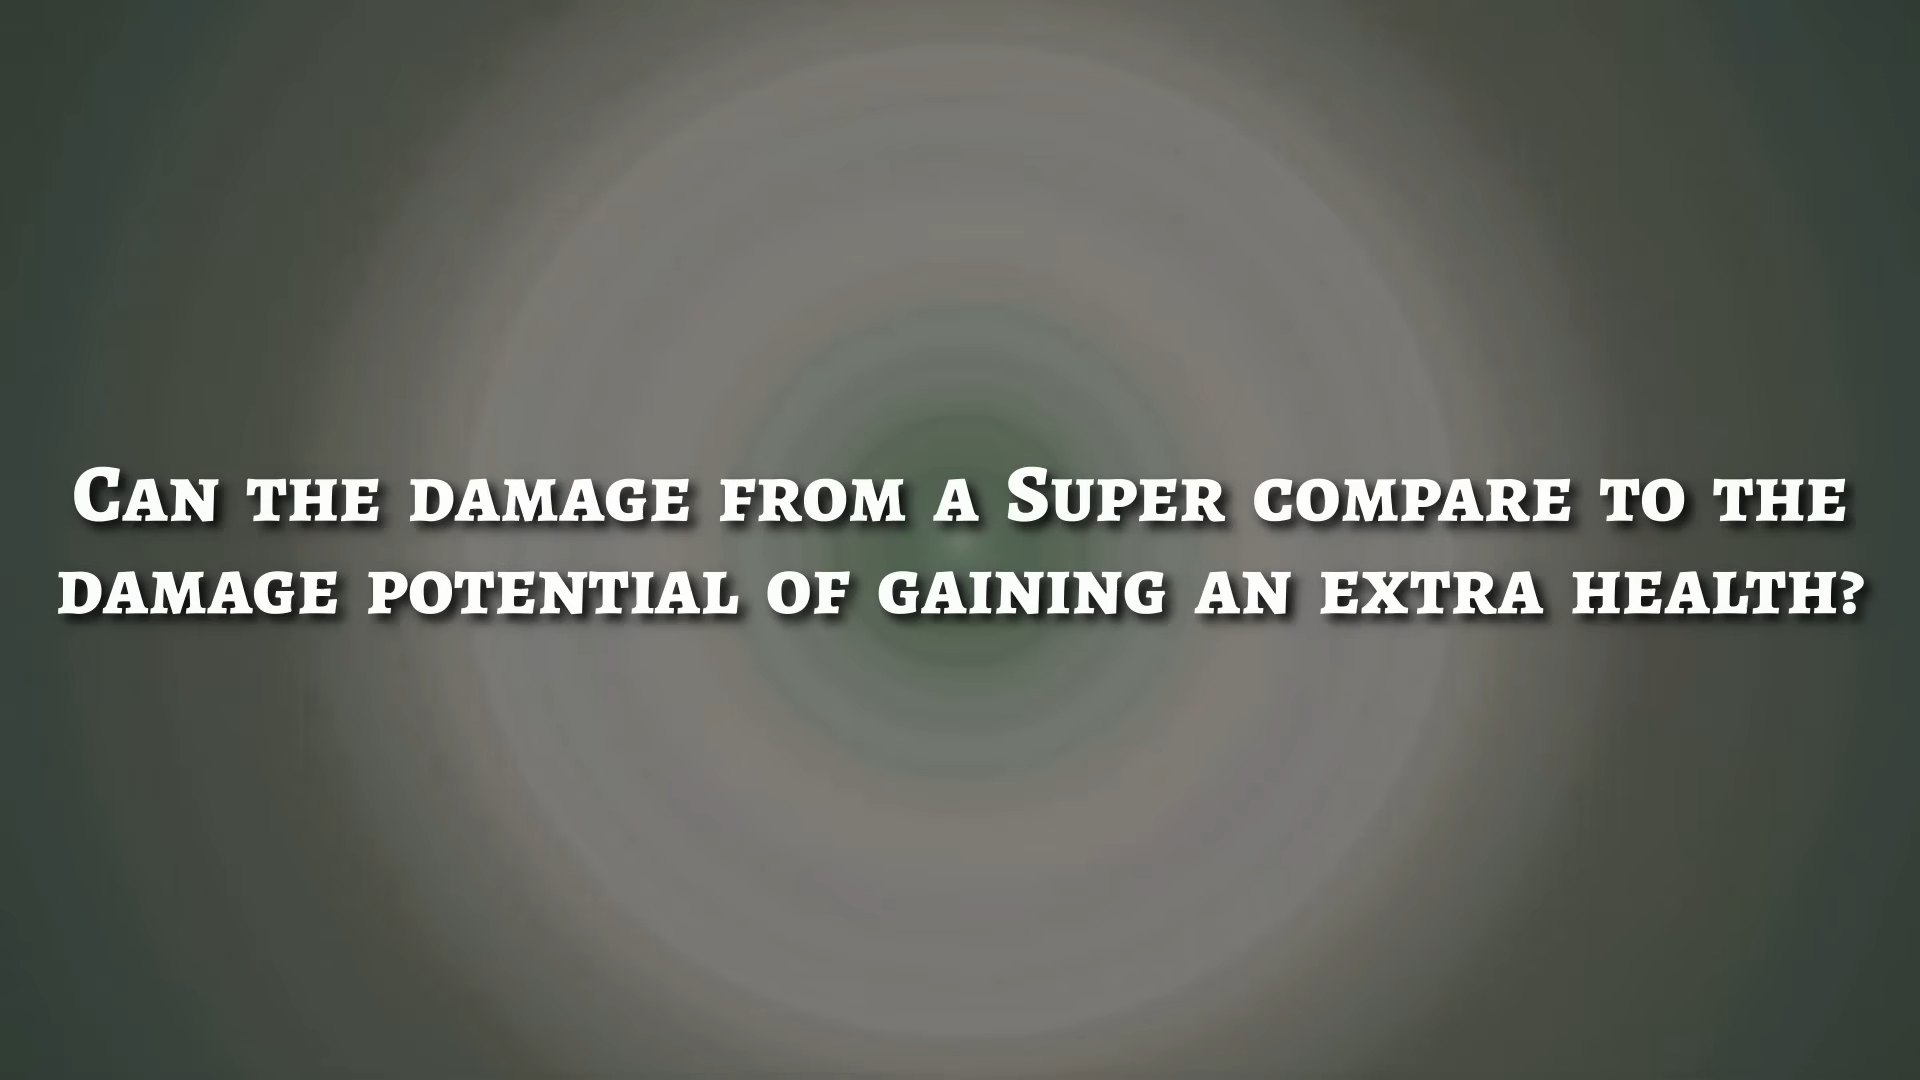 Can the damage from a Super compare to the
damage potential of gaining an extra health?